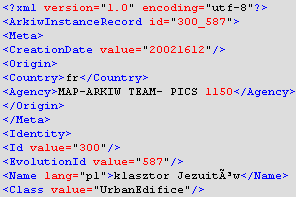 <?xml version="1.0" encoding="utf-8"?>
<ArkiwInstanceRecord id="300_587">
<Meta>
<CreationDate value="20021612"/>
<Origin>
<Country>fr</Country>
<Agency>MAP-ARKIW TEAM- PICS 1150</Agency>
</Origin>
</Meta>
<Identity>
<Id value="300"/>
<EvolutionId value="587"/>
<Name lang="pl">klasztor JezuitÃ³w</Name>
<Class value="UrbanEdifice"/>